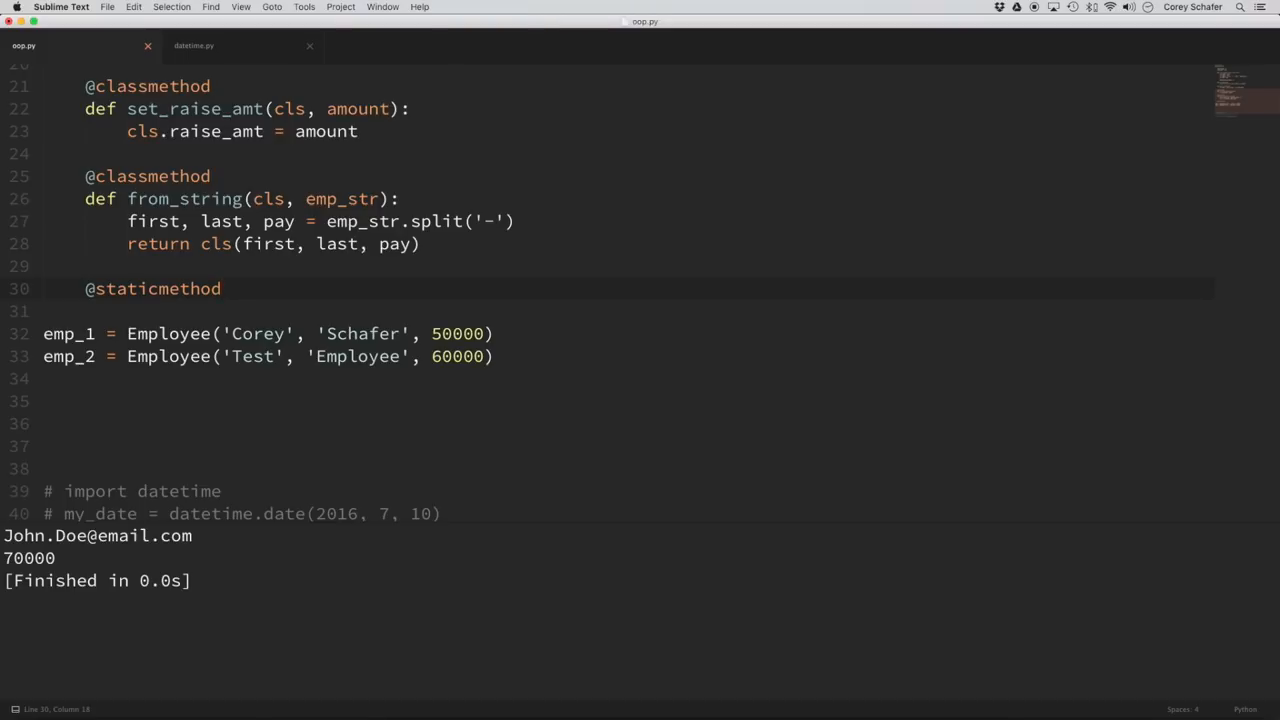 Sublime Text File Edit Selection Find View Goto Tools Project Window Help Corey Schafer
oop.py
oop.py datetime.py
20
21 @classmethod
22 def set_raise_amt(cls, amount):
23 cls.raise_amt = amount
24
25 @classmethod
26 def from_string(cls, emp_str):
27 first, last, pay = emp_str.split('-')
28 return cls(first, last, pay)
29
30 @staticmethod
31
32 emp_1 = Employee('Corey', 'Schafer', 50000)
33 emp_2 = Employee('Test', 'Employee', 60000)
34
35
36
37
38
39 # import datetime
40 # my_date = datetime.date(2016, 7, 10)
John.Doe@email.com
70000
[Finished in 0.0s]
Line 30, Column 18 Spaces: 4 Python